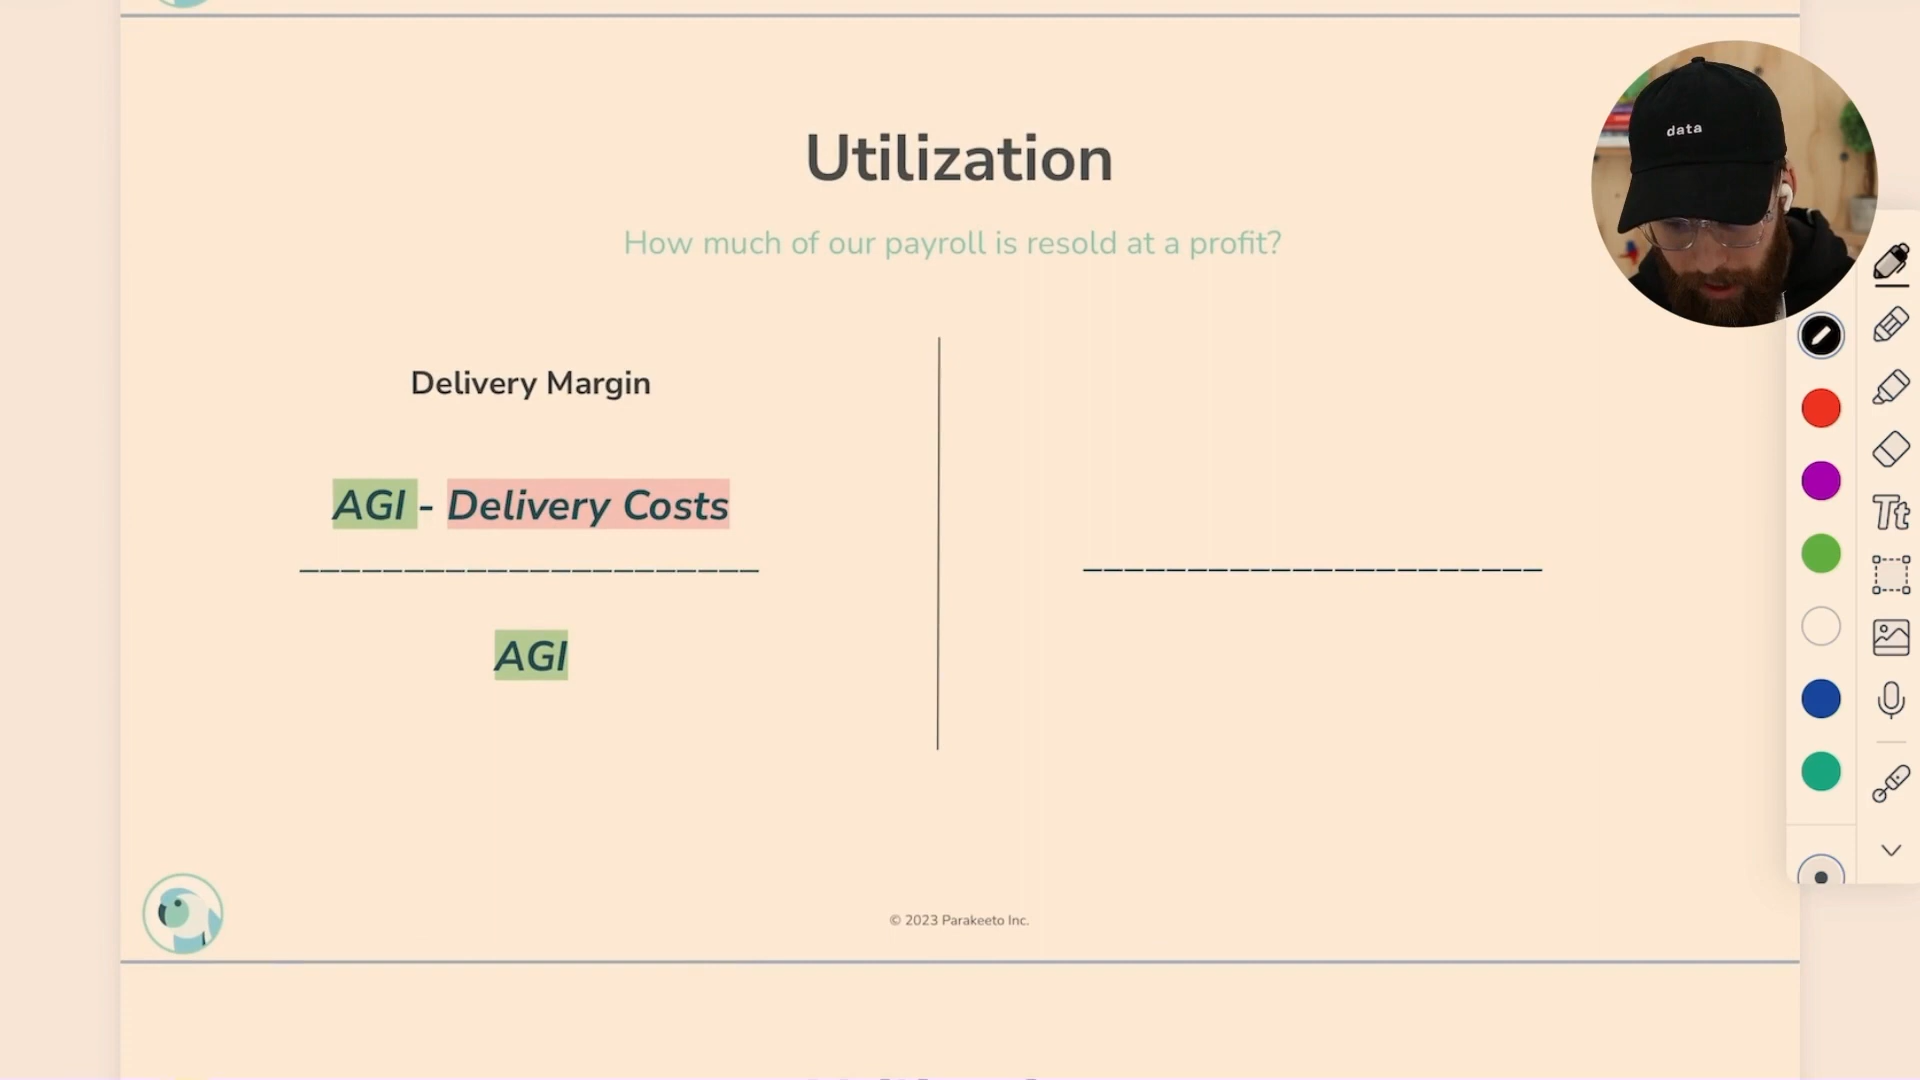 data
Utilization
How much of our payroll is resold at a profit?
Delivery Margin
AGI - Delivery Costs
AGI
Tt
© 2023 Parakeeto Inc.